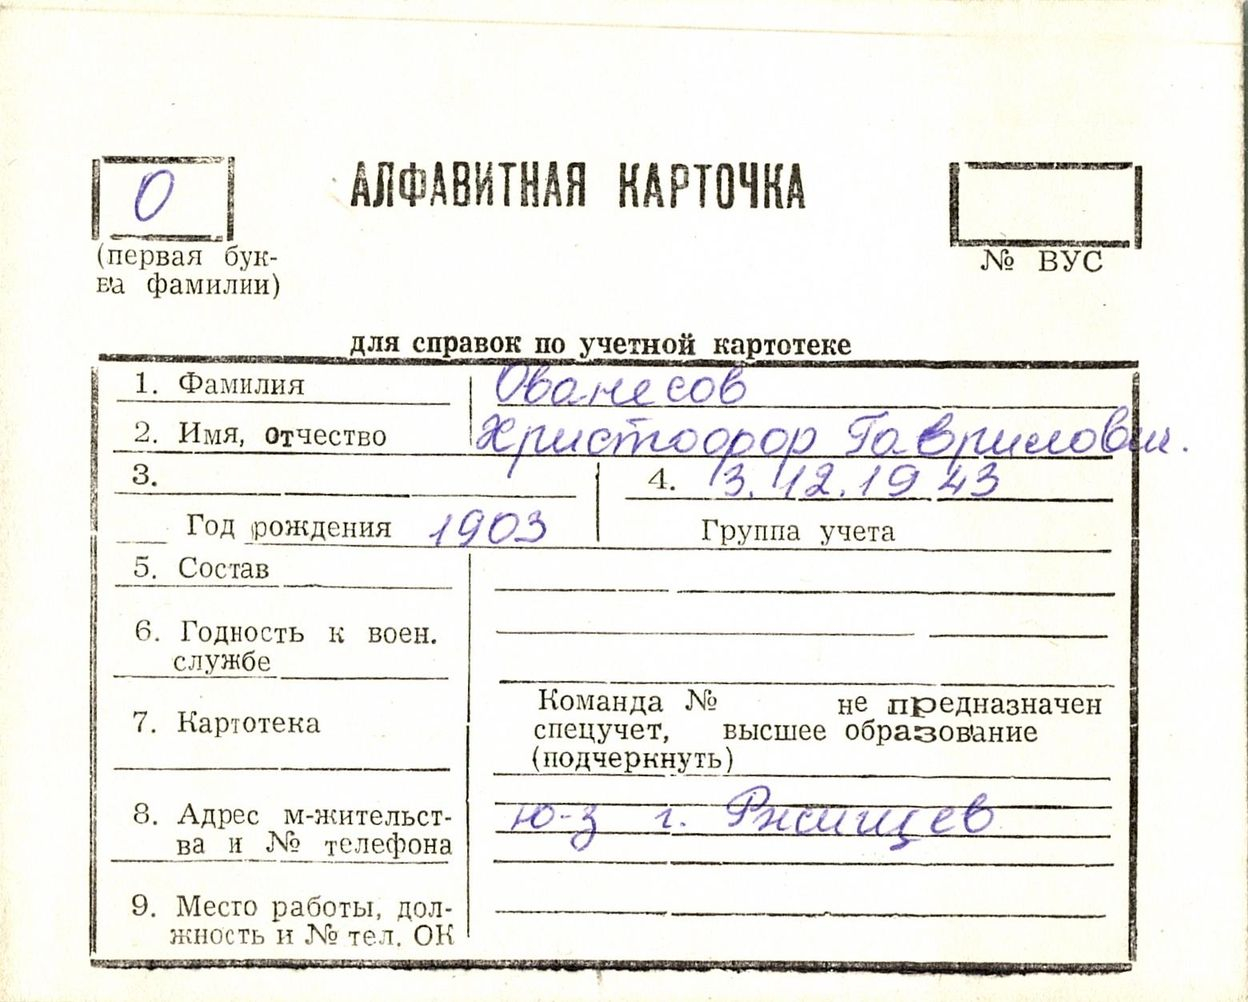 О
АЛФАВИТНАЯ КАРТОЧКА
(первая бук-
ва фамилии)
№ ВУС
для справок по учетной картотеке
1. Фамилия Ованесов
2. Имя, отчество Христофор Гаврилови.
3. 4. 3.12.1943
Год рождения 1903 Группа учета
5. Состав
6. Годность к воен.
службе
Команда № не предназначен
7. Картотека
спецучет, высшее образование
(подчеркнуть)
8. Адрес м-жительст-
ва и № телефона
ю-з г. Ржищев
9. Место работы, дол-
жность и № тел. ОК